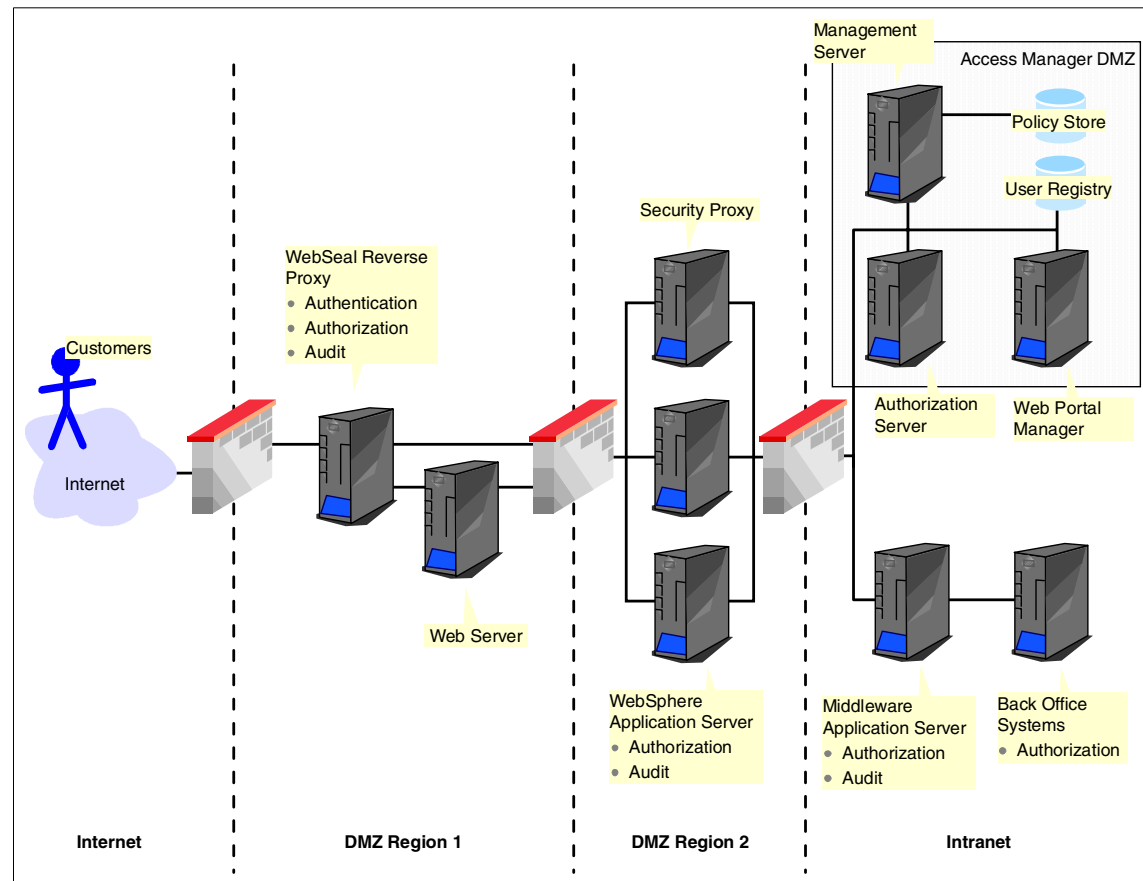 Management
Server
Access Manager DMZ
Policy Store
User Registry
Security Proxy
WebSeal Reverse
Proxy
• Authentication
• Authorization
• Audit
Customers
Internet
Authorization
Server
Web Portal
Manager
Web Server
WebSphere
Application Server
• Authorization
• Audit
Middleware
Application Server
• Authorization
• Audit
Back Office
Systems
• Authorization
Internet
DMZ Region 1
DMZ Region 2
Intranet